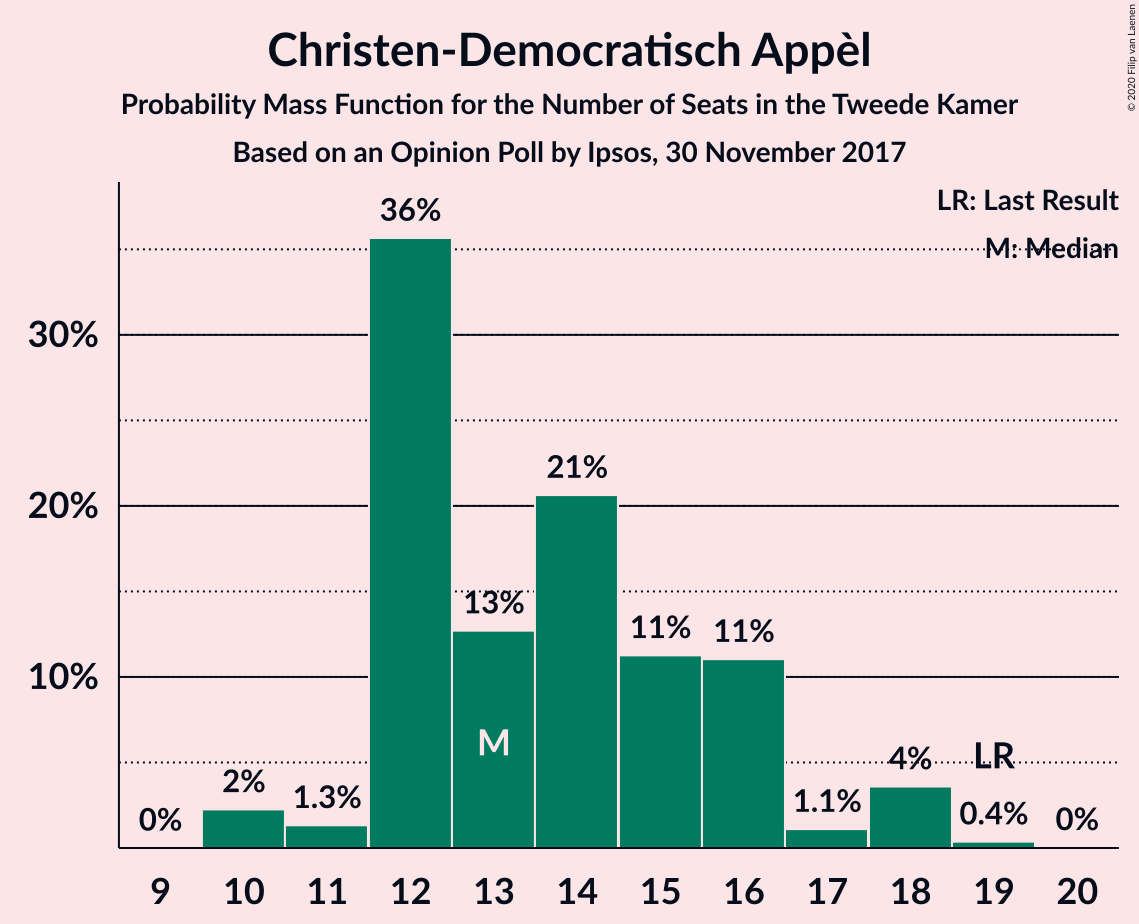 Christen-Democratisch Appèl
Probability Mass Function for the Number of Seats in the Tweede Kamer
Based on an Opinion Poll by Ipsos, 30 November 2017
© 2020 Filip van Laenen
LR: Last Result
M: Median
36%
30%
21%
20%
13%
11%
11%
10%
M
LR
4%
2%
1.3%
1.1%
0.4%
0%
0%
9 10 11 12 13 14 15 16 17 18 19 20